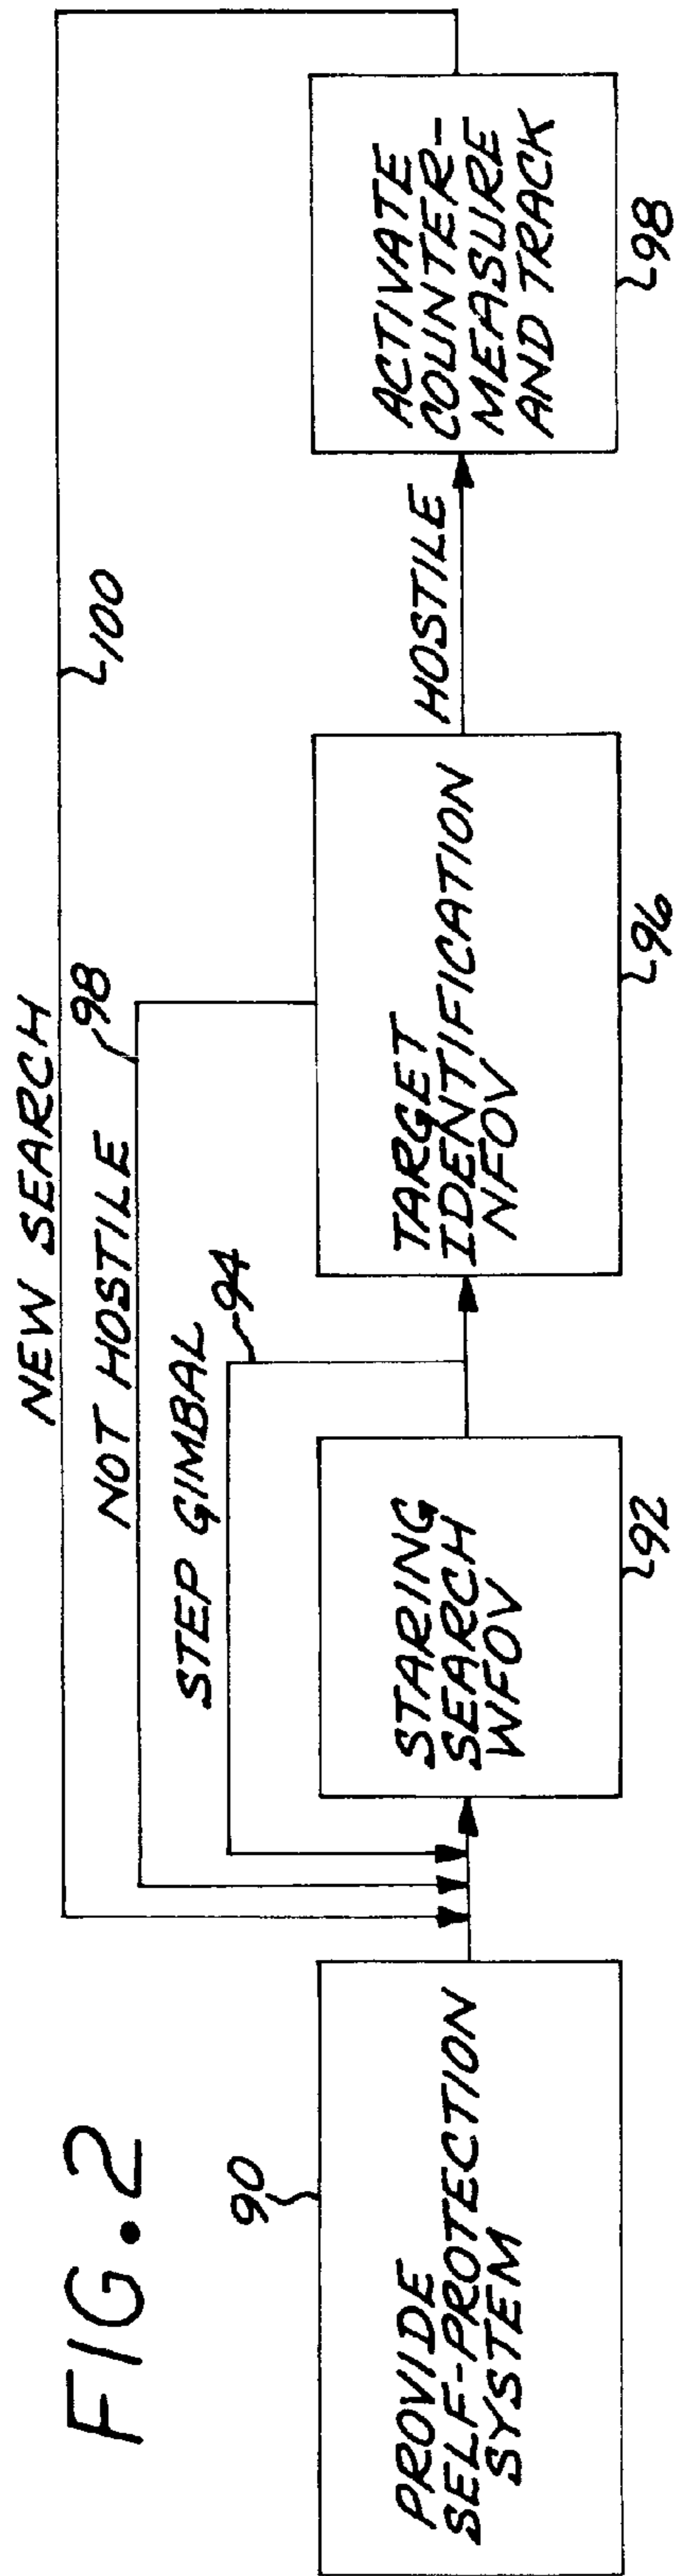 FIG. 2
NEW SEARCH
100
NOT HOSTILE
98
STEP GIMBAL
94
90
PROVIDE
SELF-PROTECTION
SYSTEM
STARING
SEARCH
WFOV
92
TARGET
IDENTIFICATION
NFOV
96
HOSTILE
ACTIVATE
COUNTER-
MEASURE
AND TRACK
98